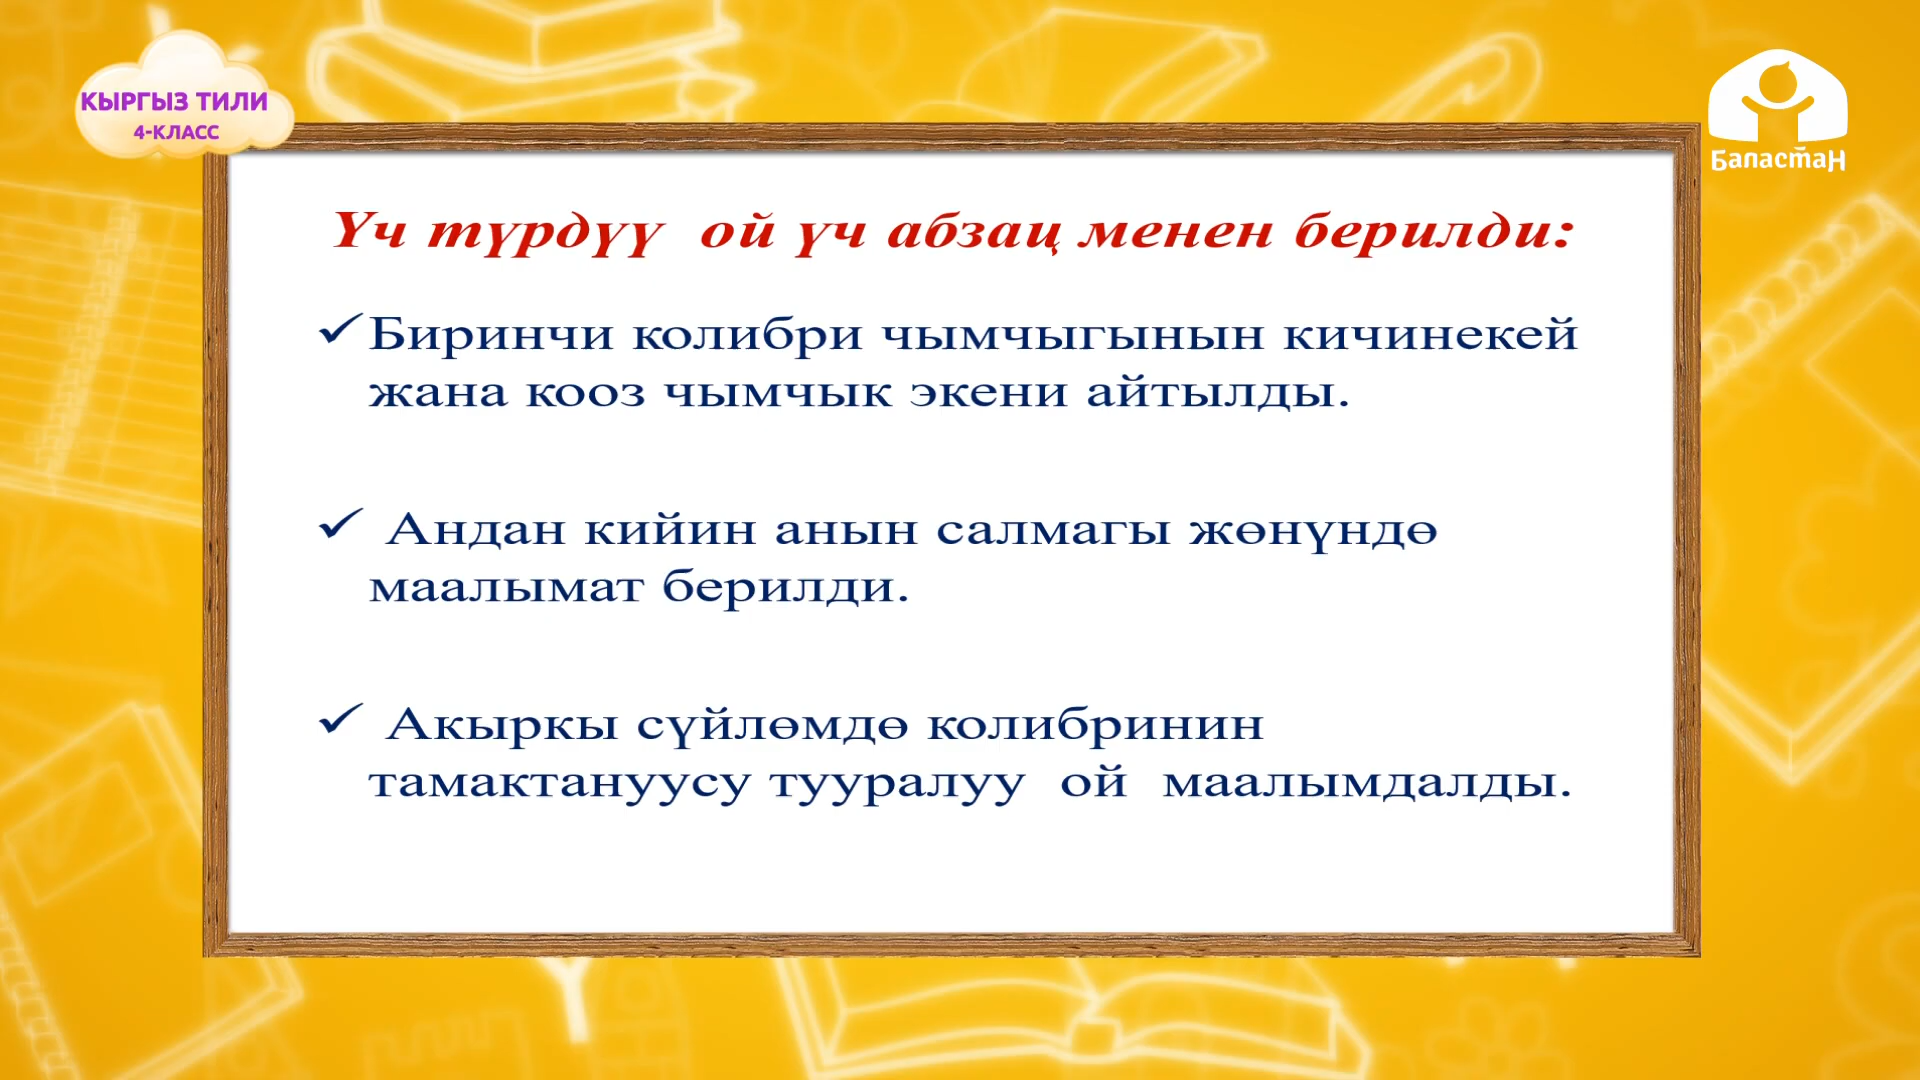 КЫРГЫЗ ТИЛИ
4-КЛАСС
Баластан
Үч түрдүү ой үч абзац менен берилди:
✓Биринчи колибри чымчыгынын кичинекей
жана кооз чымчык экени айтылды.
✓ Андан кийин анын салмагы жөнүндө
маалымат берилди.
✓ Акыркы сүйлөмдө колибринин
тамактануусу тууралуу ой маалымдалды.